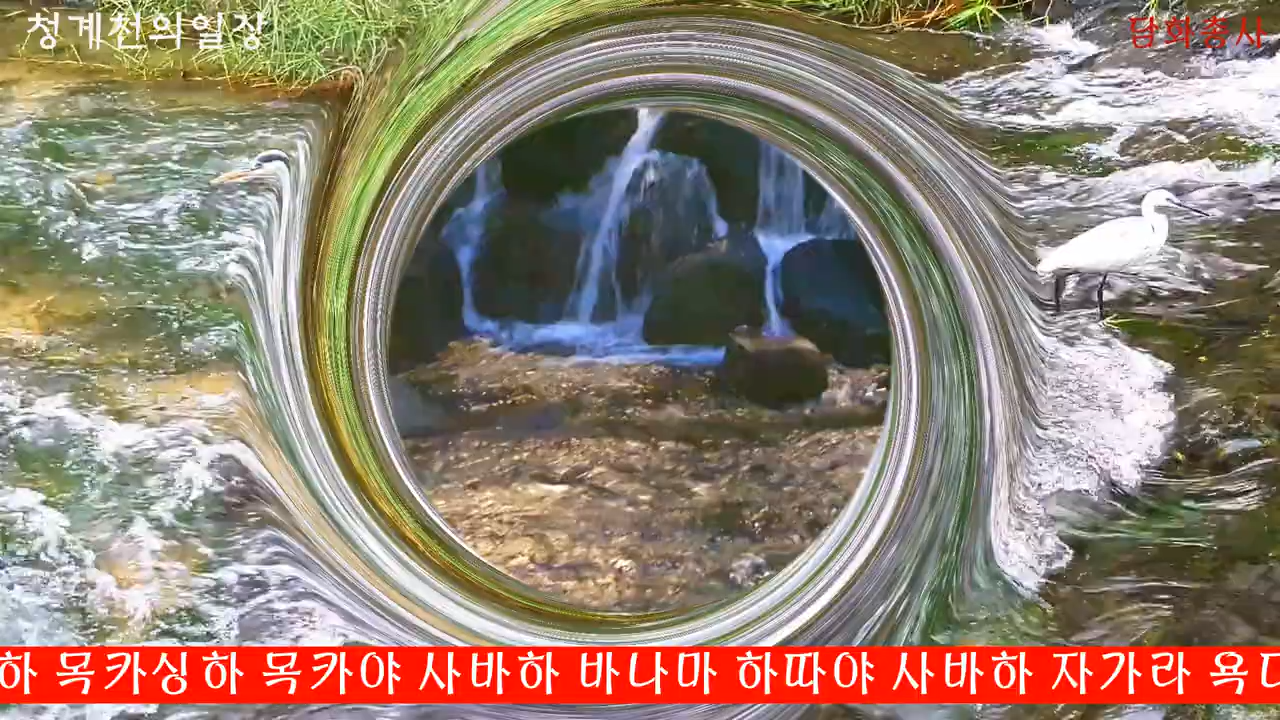 청계천의일상
담화총사
하 목카싱하 목카야 사바하 바나마 하따야 사바하 자가라 욕다